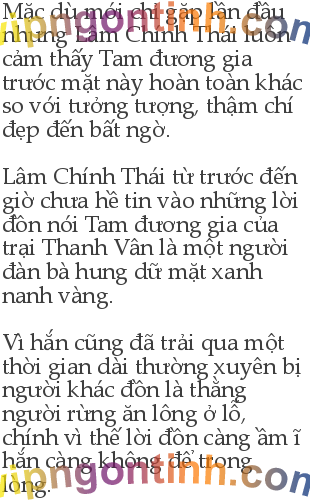 Mặc dù mới chỉ gặp lần đầu
nhưng Lâm Chính Thái luôn
cảm thấy Tam đương gia
trước mặt này hoàn toàn khác
so với tưởng tượng, thậm chí
đẹp đến bất ngờ.
Lâm Chính Thái từ trước đến
giờ chưa hề tin vào những lời
đồn nói Tam đương gia của
trại Thanh Vân là một người
đàn bà hung dữ mặt xanh
nanh vàng.
Vì hắn cũng đã trải qua một
thời gian dài thường xuyên bị
người khác đồn là thằng
người rừng ăn lông ở lỗ,
chính vì thế lời đồn càng ầm ĩ
hắn càng không để trong
lòng.
vipngontinh.com
vipngontinh.com